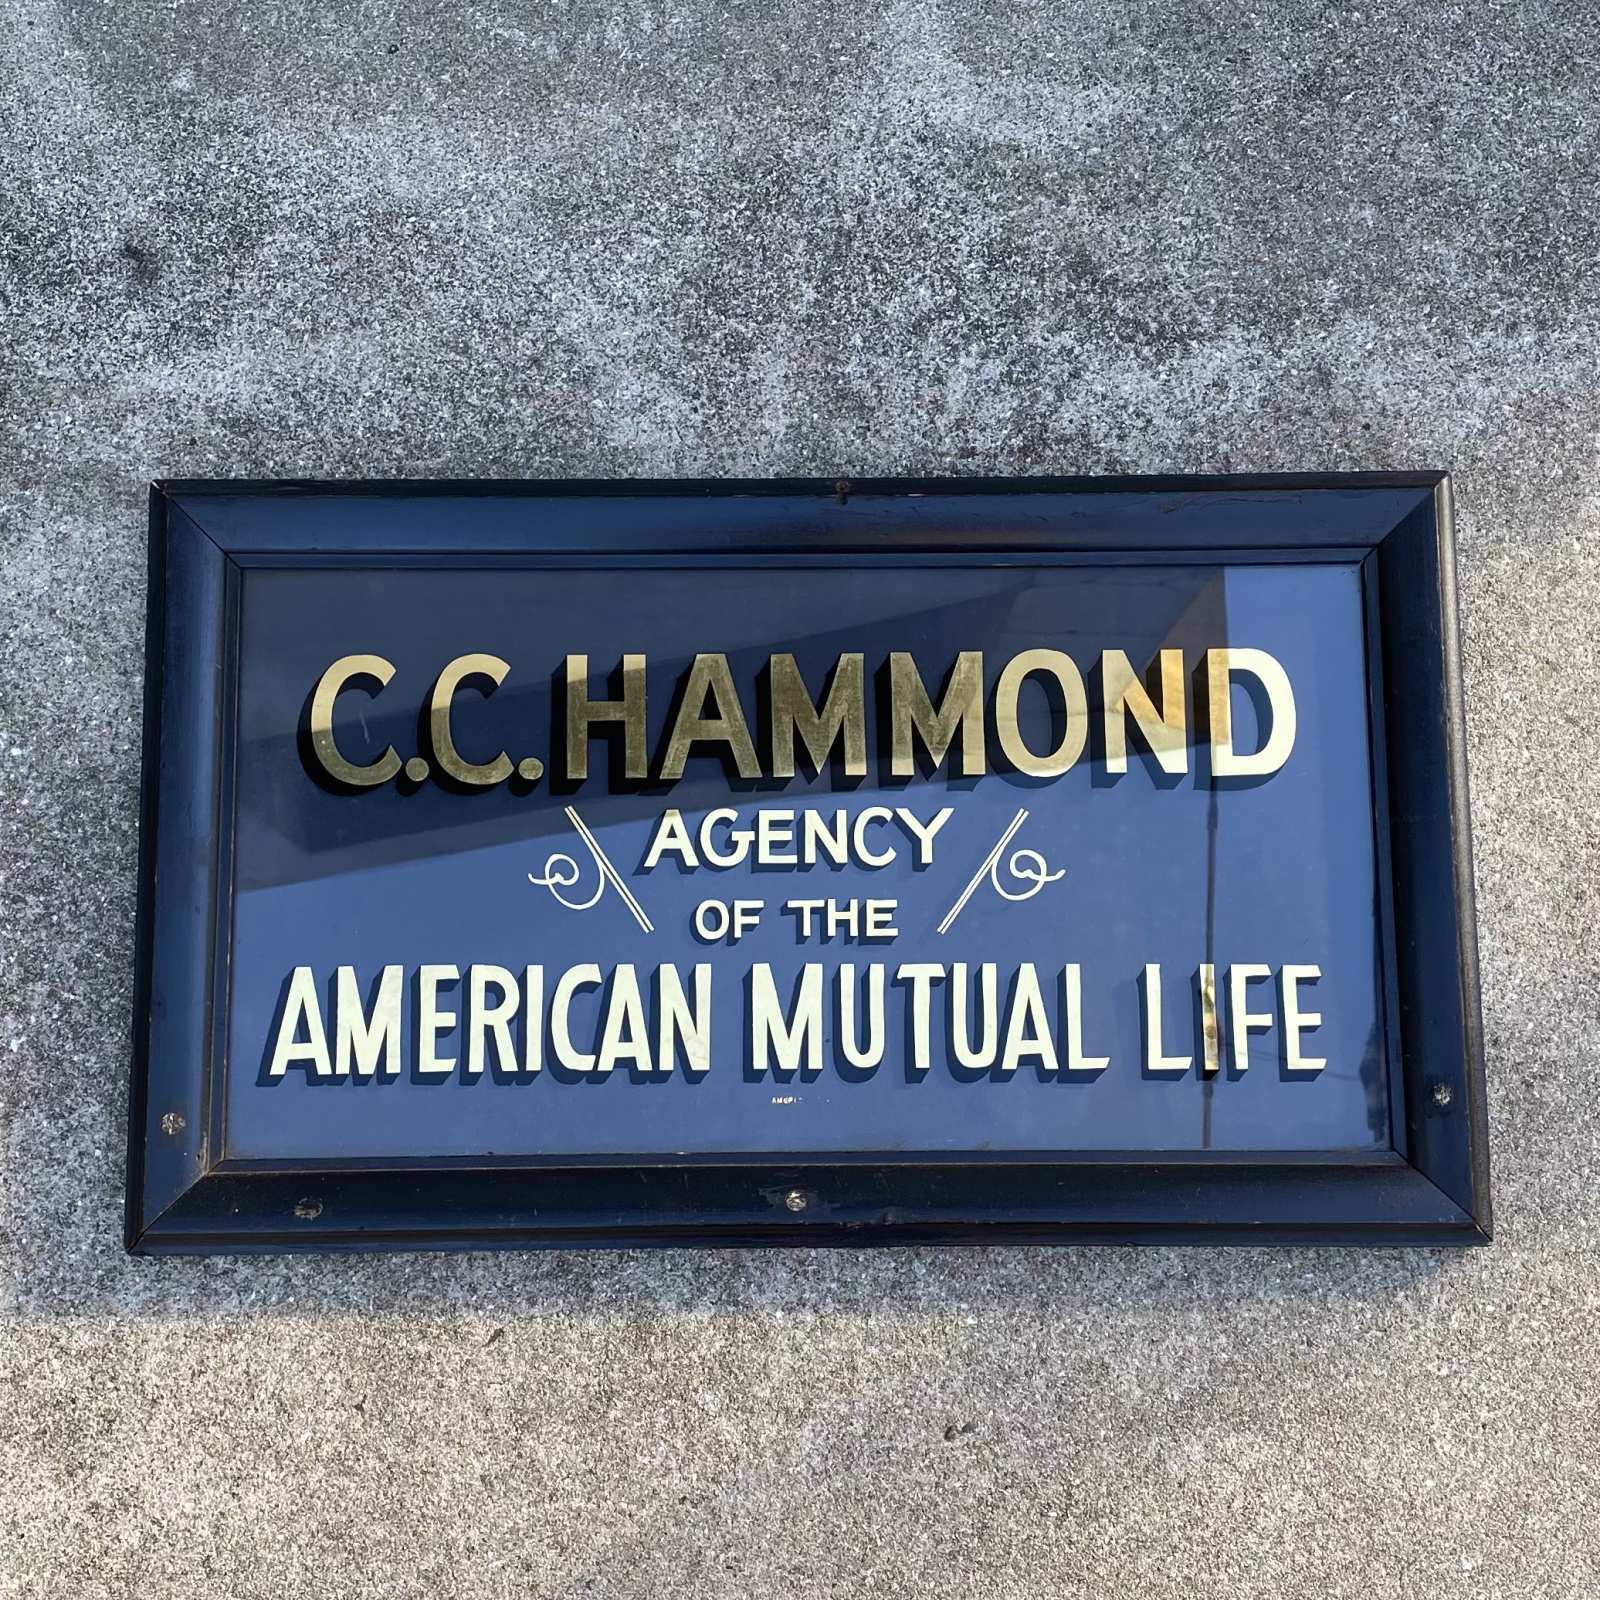 C.C. HAMMOND
AGENCY
OF THE
AMERICAN MUTUAL LIFE